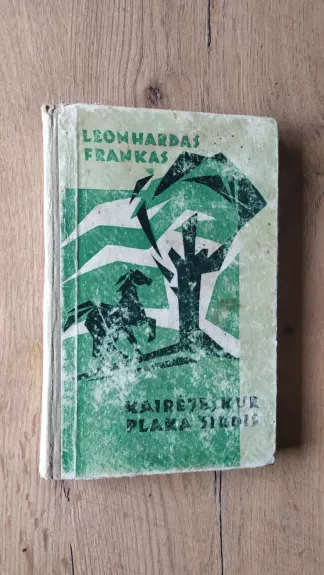 LEONHARDAS
FRANKAS
KAIRĖJE, KUR
PLAKA ŠIRDIS